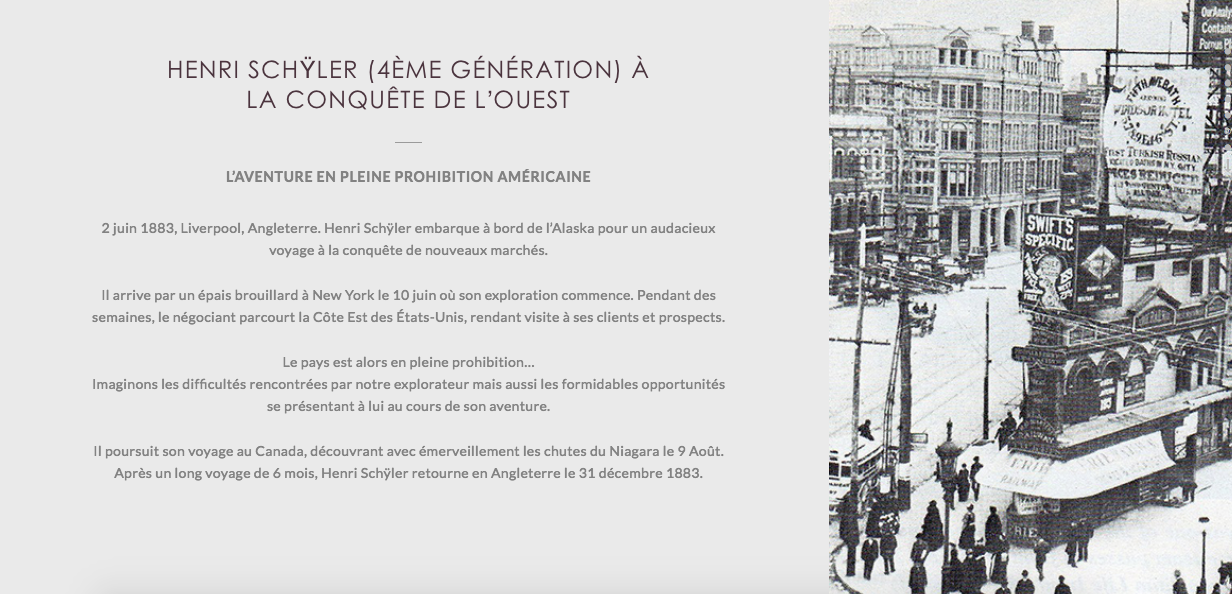 HENRI SCHŸLER (4ÈME GÉNÉRATION) À
LA CONQUÊTE DE L'OUEST
L'AVENTURE EN PLEINE PROHIBITION AMÉRICAINE
2 juin 1883, Liverpool, Angleterre. Henri Schÿler embarque à bord de l'Alaska pour un audacieux
voyage à la conquête de nouveaux marchés.
Il arrive par un épais brouillard à New York le 10 juin où son exploration commence. Pendant des
semaines, le négociant parcourt la Côte Est des États-Unis, rendant visite à ses clients et prospects.
Le pays est alors en pleine prohibition...
Imaginons les difficultés rencontrées par notre explorateur mais aussi les formidables opportunités
se présentant à lui au cours de son aventure.
Il poursuit son voyage au Canada, découvrant avec émerveillement les chutes du Niagara le 9 Août.
Après un long voyage de 6 mois, Henri Schÿler retourne en Angleterre le 31 décembre 1883.
FIFTH AVE BATH
WINDSOR HOTEL
TURKISH RUSSIAN
SWIFT'S
SPECIFIC
ERIE
RAILWAY
ERIE